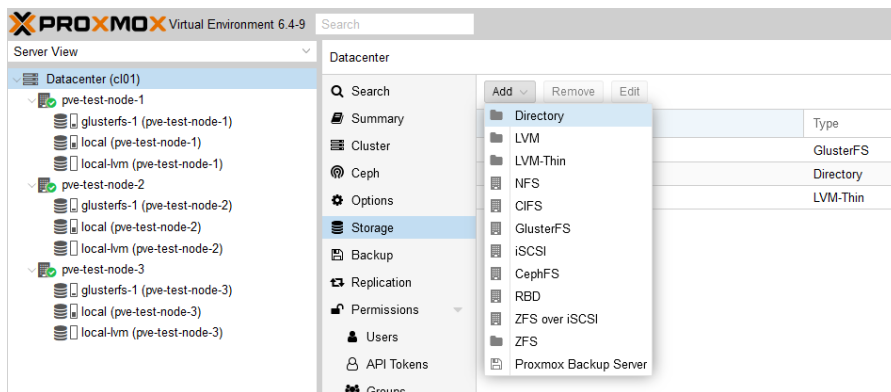 PROXMOX Virtual Environment 6.4-9 Search
Server View
Datacenter (cl01)
pve-test-node-1
glusterfs-1 (pve-test-node-1)
local (pve-test-node-1)
local-lvm (pve-test-node-1)
pve-test-node-2
glusterfs-1 (pve-test-node-2)
local (pve-test-node-2)
local-lvm (pve-test-node-2)
pve-test-node-3
glusterfs-1 (pve-test-node-3)
local (pve-test-node-3)
local-lvm (pve-test-node-3)
Datacenter
Search
Summary
Cluster
Ceph
Options
Storage
Backup
Replication
Permissions
Users
API Tokens
Groups
Add Remove Edit
Directory
LVM
LVM-Thin
NFS
CIFS
GlusterFS
iSCSI
CephFS
RBD
ZFS over iSCSI
ZFS
Proxmox Backup Server
Type
GlusterFS
Directory
LVM-Thin